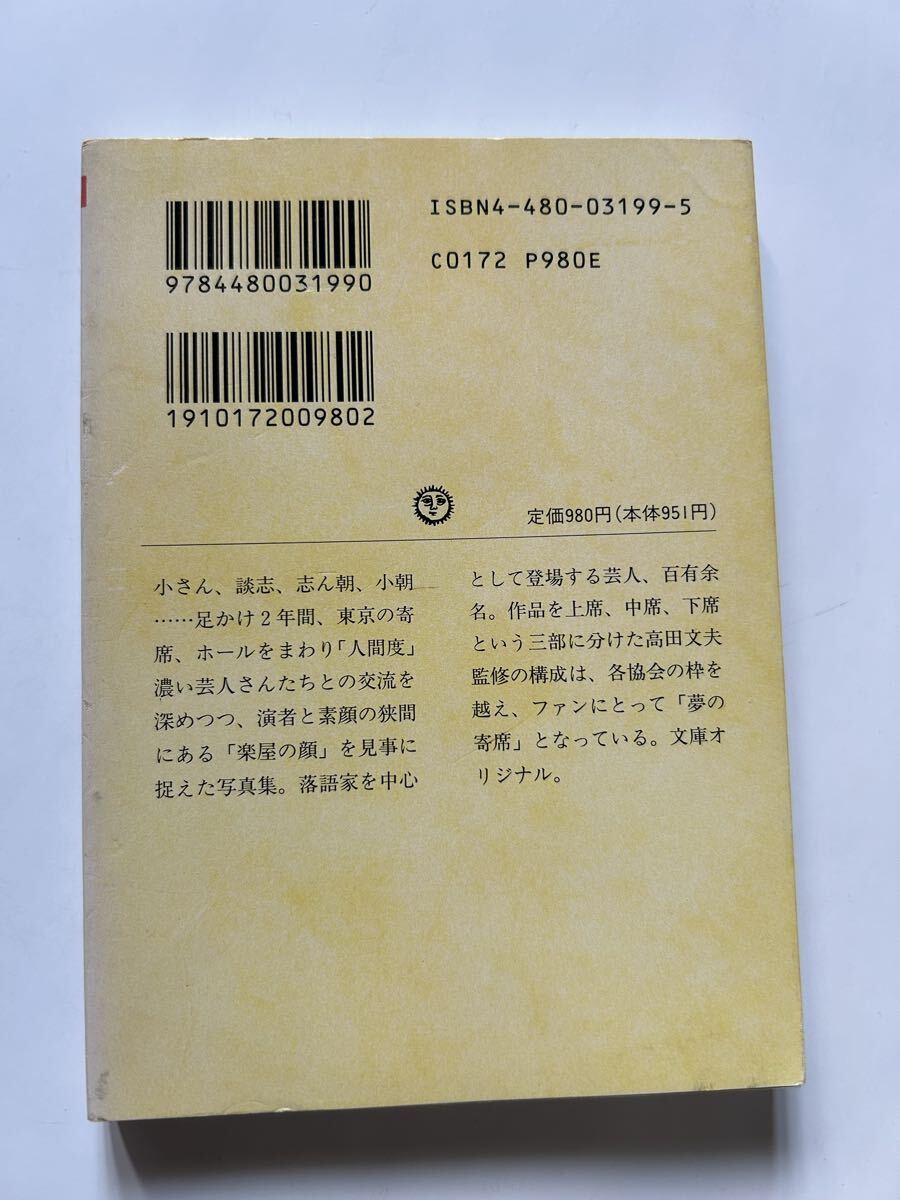 ISBN4-480-03199-5
C0172 P980E
9784480031990
1910172009802
定価980円(本体951円)
小さん、談志、志ん朝、小朝
……足かけ2年間、東京の寄
席、ホールをまわり「人間度」
濃い芸人さんたちとの交流を
深めつつ、演者と素顔の狭間
にある「楽屋の顔」を見事に
捉えた写真集。落語家を中心
として登場する芸人、百有余
名。作品を上席、中席、下席
という三部に分けた高田文夫
監修の構成は、各協会の枠を
越え、ファンにとって「夢の
寄席」となっている。文庫オ
リジナル。